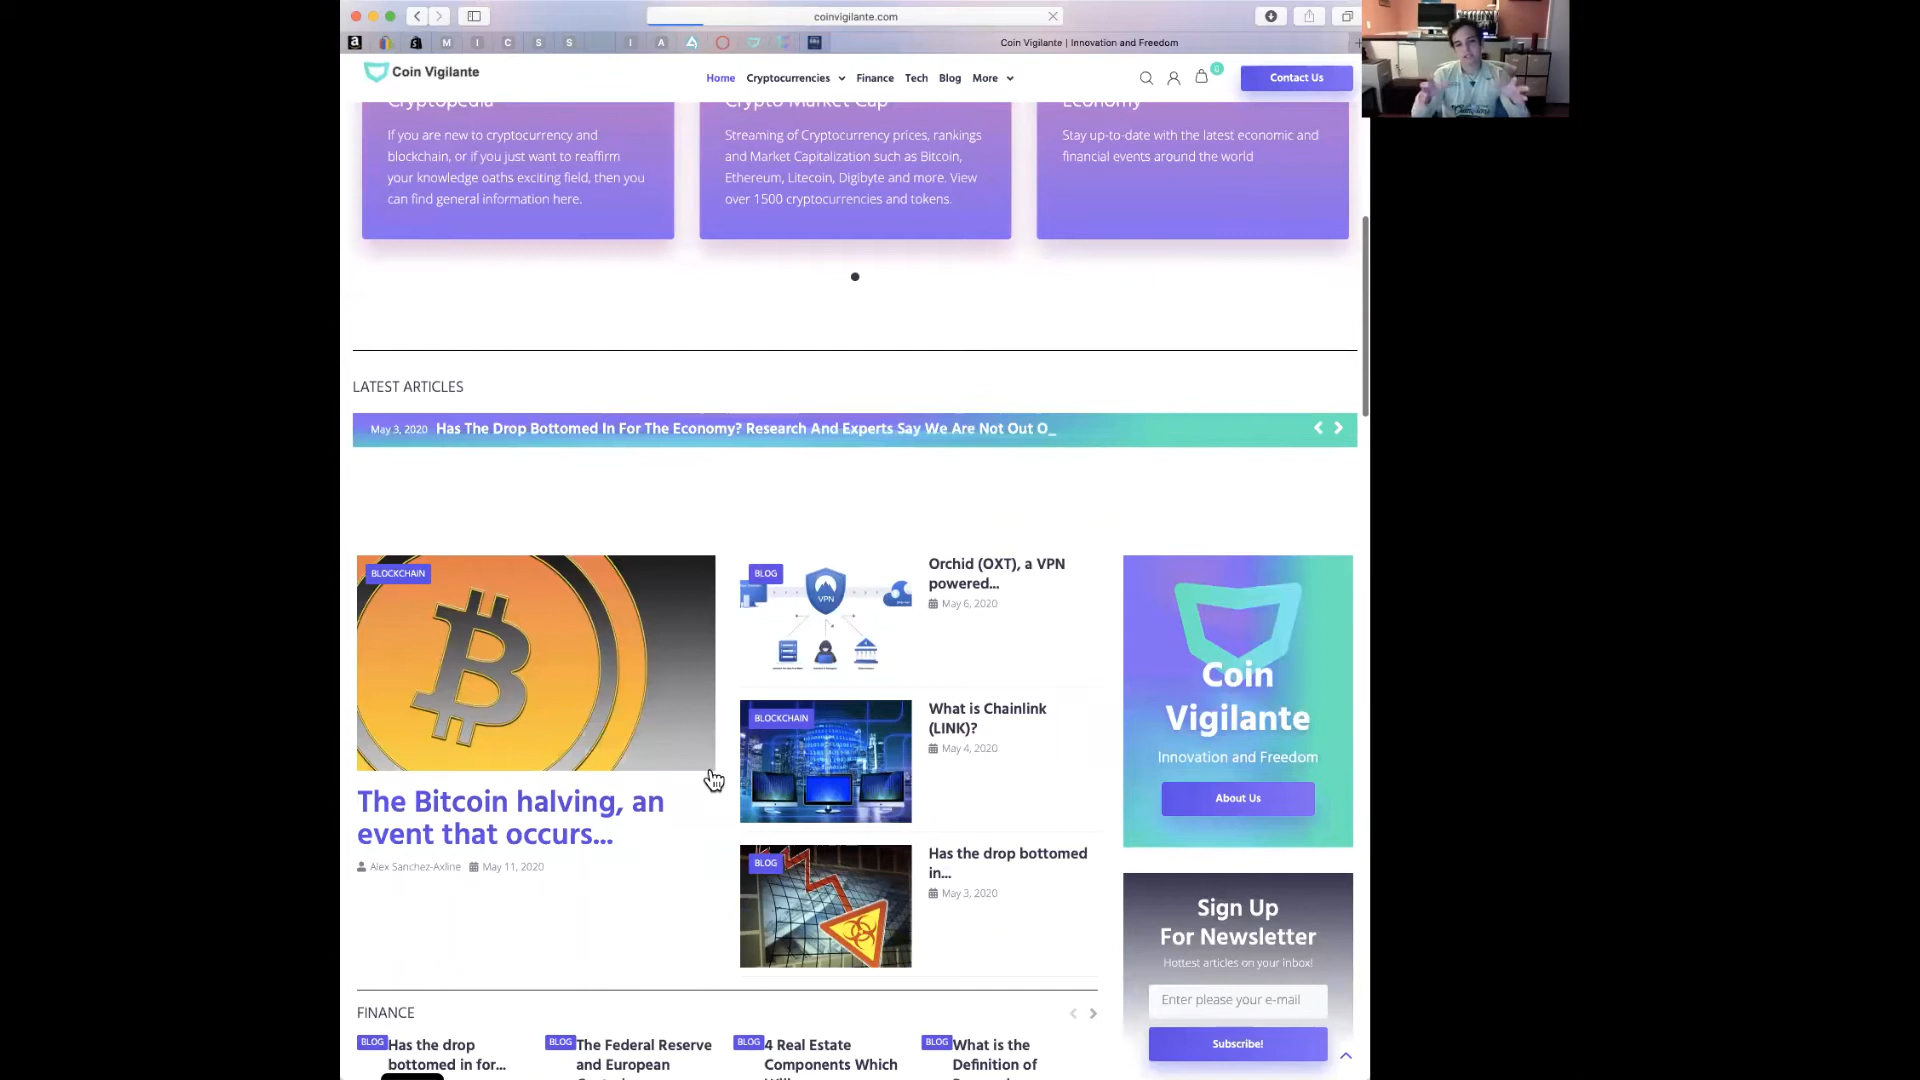 coinvigilante.com
a
M
I
C
S
S
I
A
Coin Vigilante | Innovation and Freedom
Coin Vigilante
Home
Cryptocurrencies
Finance
Tech
Blog
More
0
Contact Us
Cryptopedia
If you are new to cryptocurrency and
blockchain, or if you just want to reaffirm
your knowledge oaths exciting field, then you
can find general information here.
Crypto Market Cap
Streaming of Cryptocurrency prices, rankings
and Market Capitalization such as Bitcoin,
Ethereum, Litecoin, Digibyte and more. View
over 1500 cryptocurrencies and tokens.
Economy
Stay up-to-date with the latest economic and
financial events around the world
LATEST ARTICLES
May 3, 2020 Has The Drop Bottomed In For The Economy? Research And Experts Say We Are Not Out O_
BLOCKCHAIN
The Bitcoin halving, an
event that occurs...
Alex Sanchez-Axline May 11, 2020
BLOG
VPN
Orchid (OXT), a VPN
powered...
May 6, 2020
BLOCKCHAIN
What is Chainlink
(LINK)?
May 4, 2020
BLOG
Has the drop bottomed
in...
May 3, 2020
Coin
Vigilante
Innovation and Freedom
About Us
Sign Up
For Newsletter
Hottest articles on your inbox!
Enter please your e-mail
Subscribe!
FINANCE
BLOG Has the drop
bottomed in for...
BLOG The Federal Reserve
and European
BLOG 4 Real Estate
Components Which
BLOG What is the
Definition of